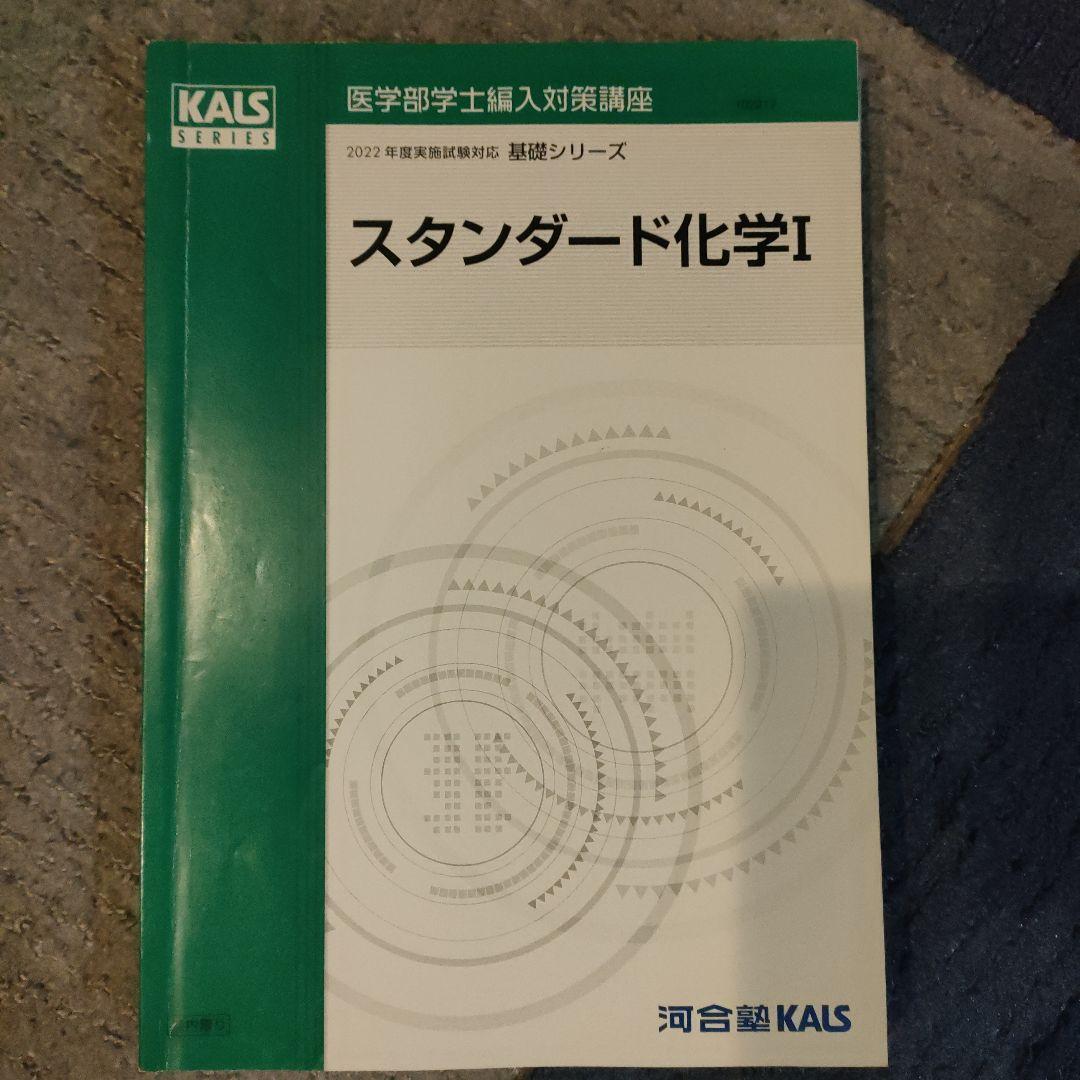 KALS
SERIES
医学部学士編入対策講座
2022年度実施試験対応 基礎シリーズ
スタンダード化学I
河合塾KALS